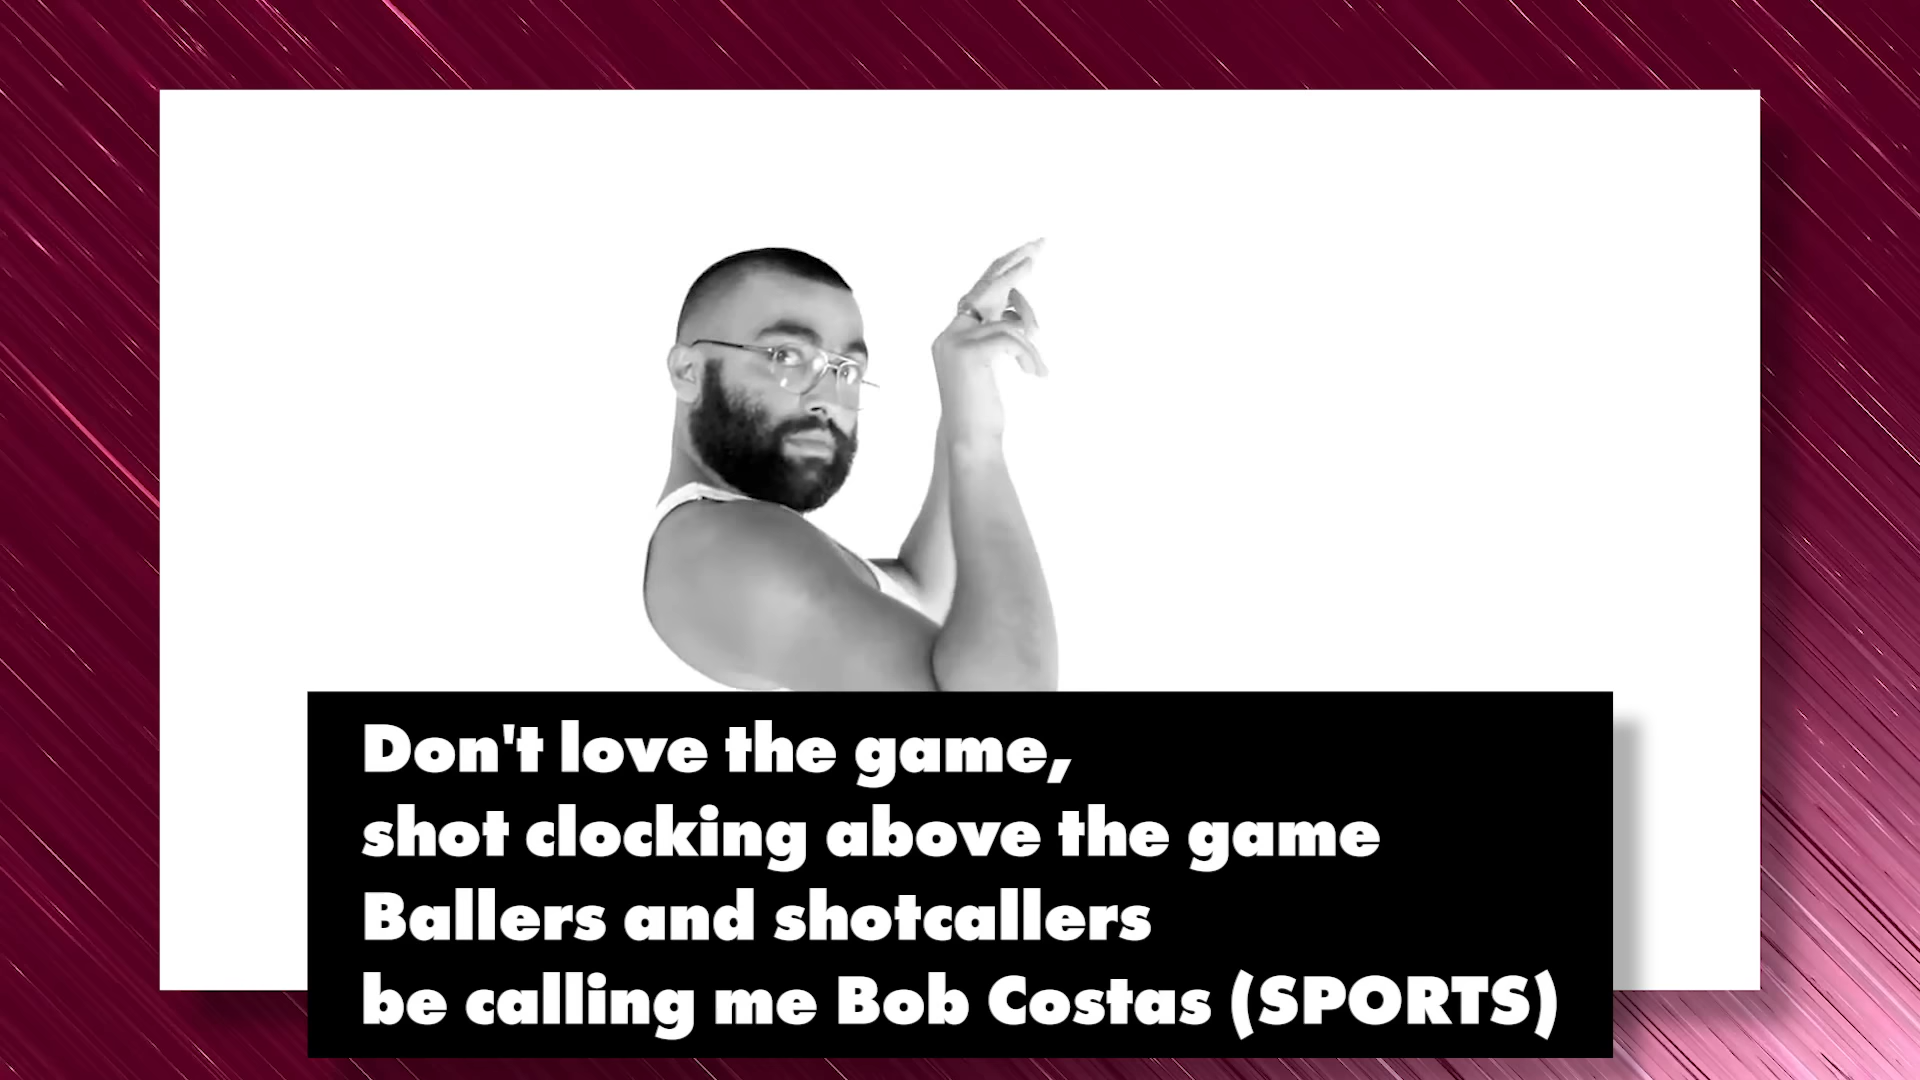 Don't love the game,
shot clocking above the game
Ballers and shotcallers
be calling me Bob Costas (SPORTS)